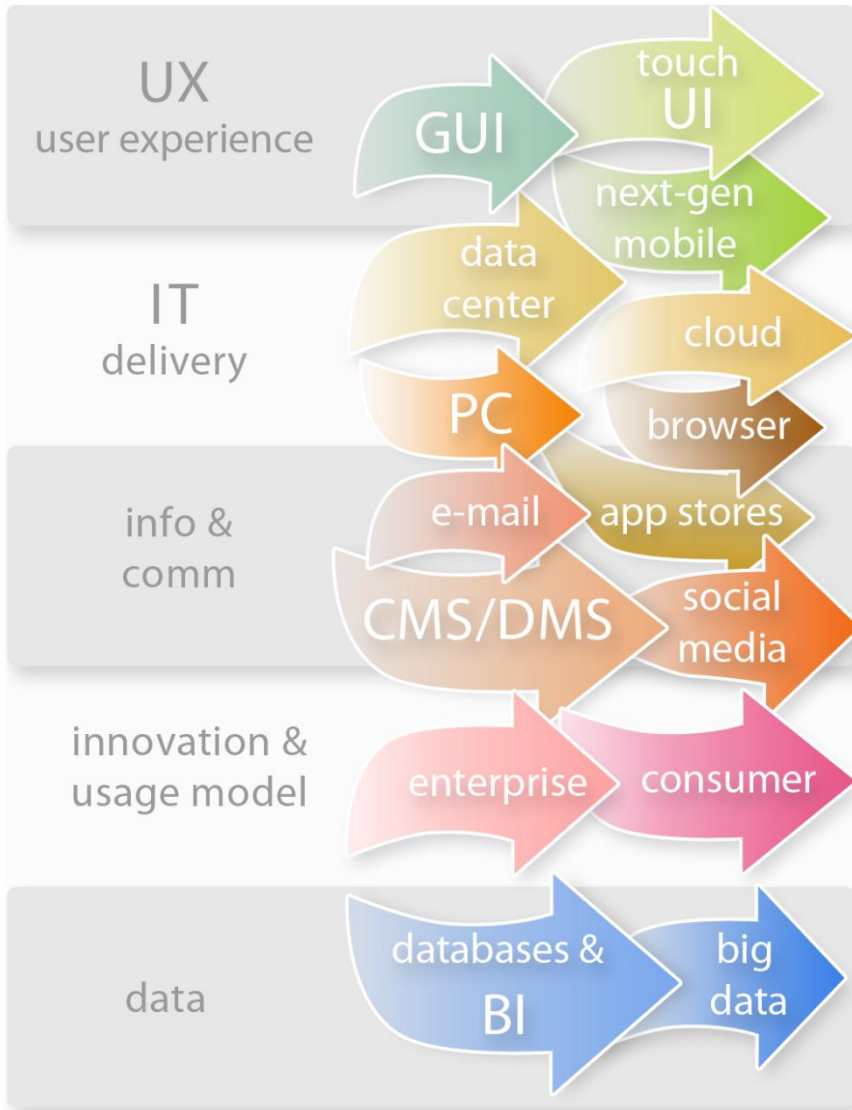 UX
user experience
GUI
touch
UI
next-gen
mobile
IT
delivery
data
center
cloud
PC
browser
info &
comm
e-mail
app stores
CMS/DMS
social
media
innovation &
usage model
enterprise
consumer
data
databases &
BI
big
data